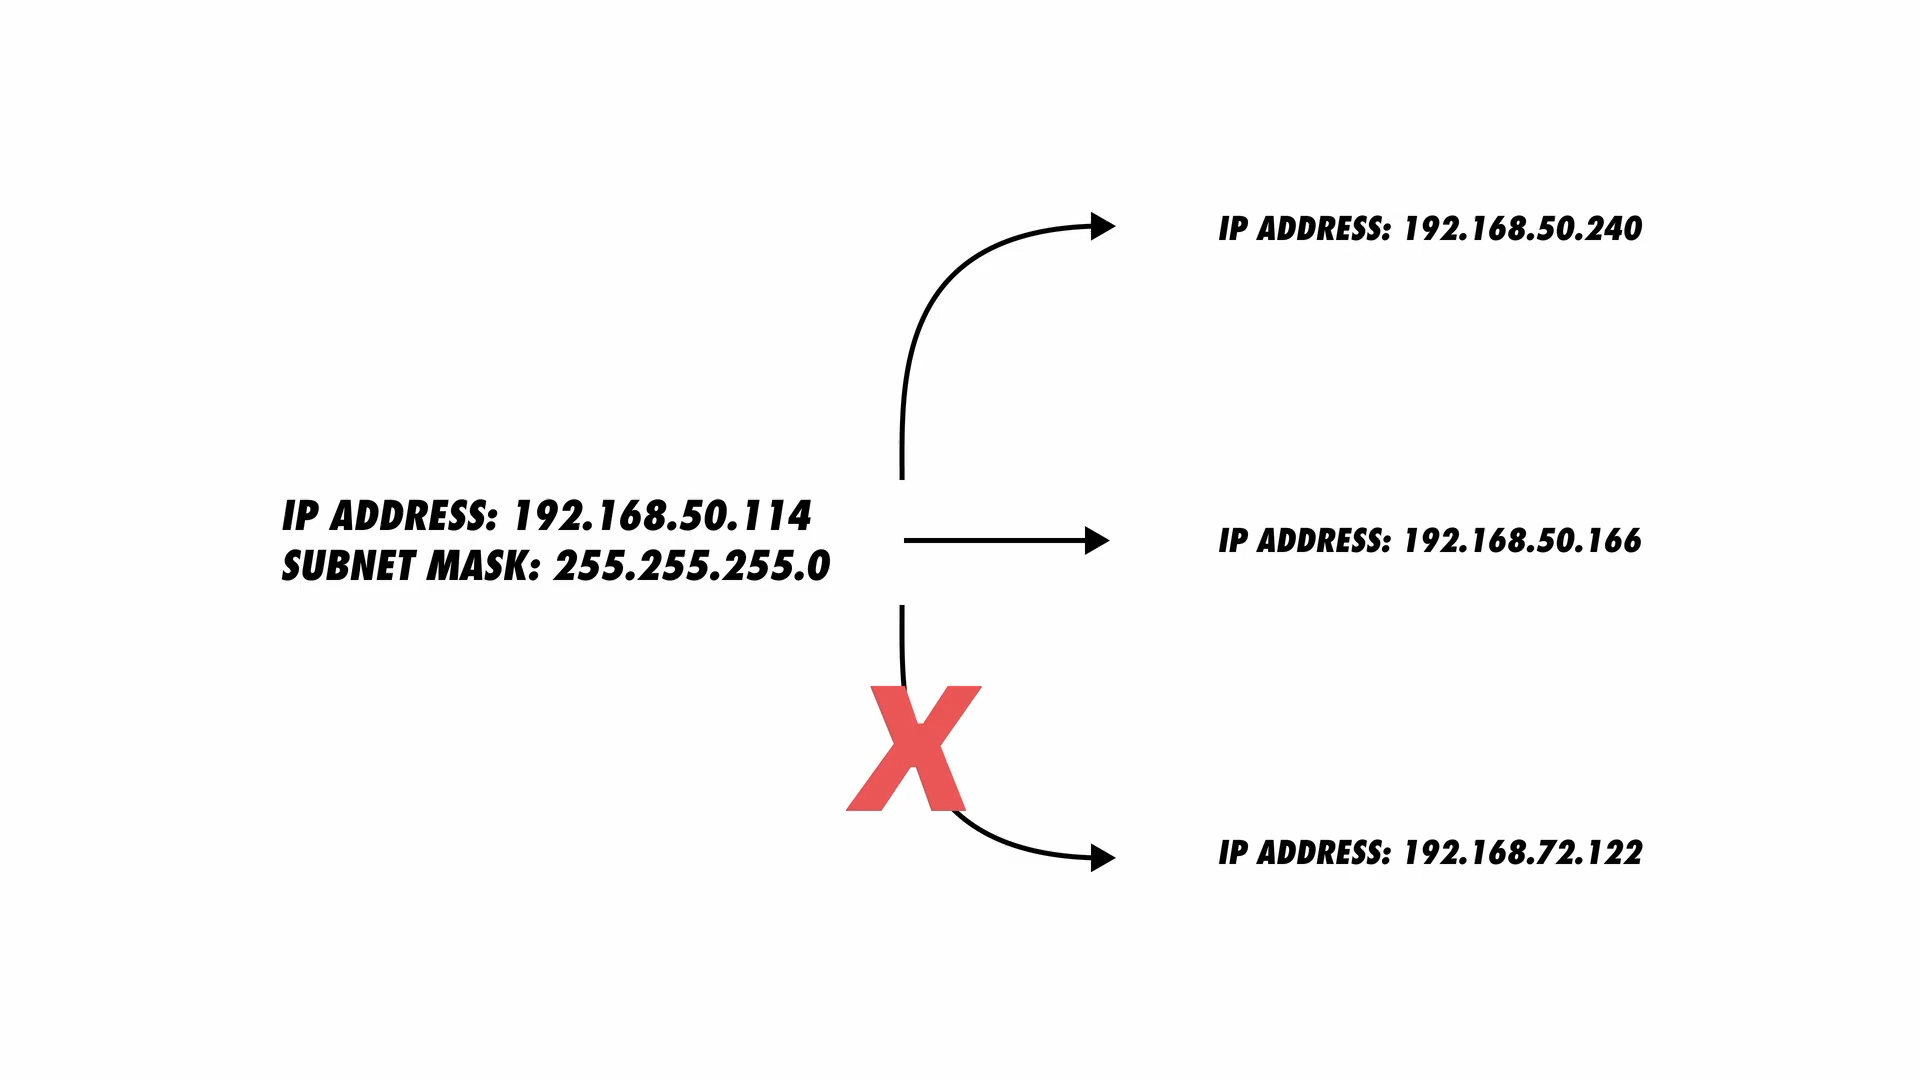 IP ADDRESS: 192.168.50.114
SUBNET MASK: 255.255.255.0
IP ADDRESS: 192.168.50.240
IP ADDRESS: 192.168.50.166
X
IP ADDRESS: 192.168.72.122